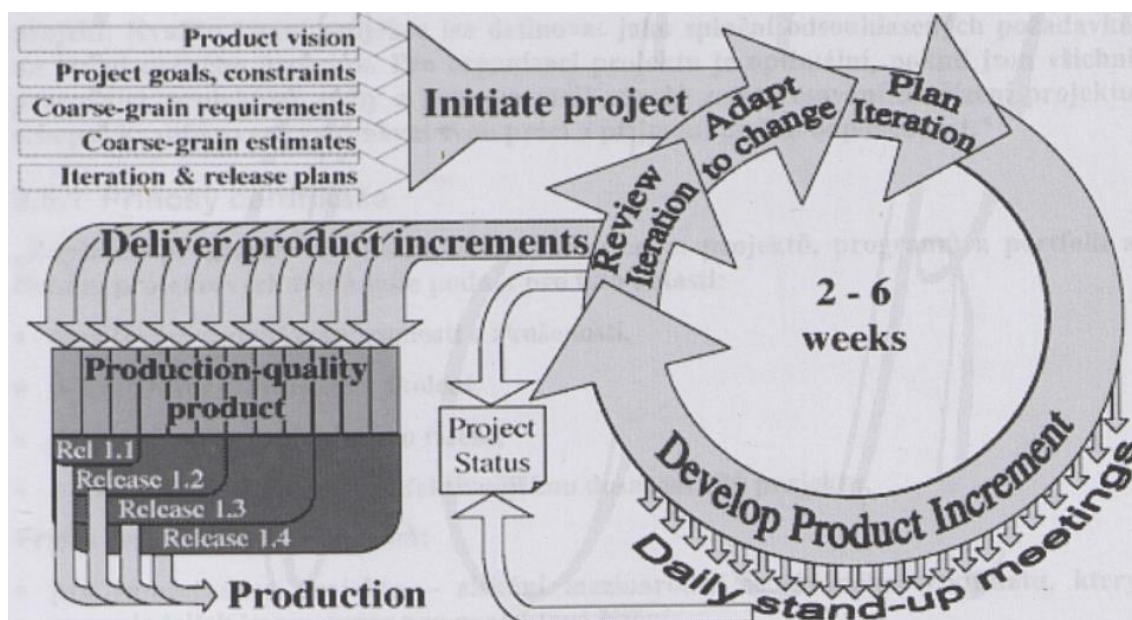 Product vision
Project goals, constraints
Coarse-grain requirements
Coarse-grain estimates
Iteration & release plans
Initiate project
Adapt
to change
Plan
Iteration
Review
Iteration
Deliver product increments
2 - 6
weeks
Production-quality
product
Rel 1.1
Release 1.2
Release 1.3
Release 1.4
Production
Project
Status
Develop Product Increment
Daily stand-up meetings